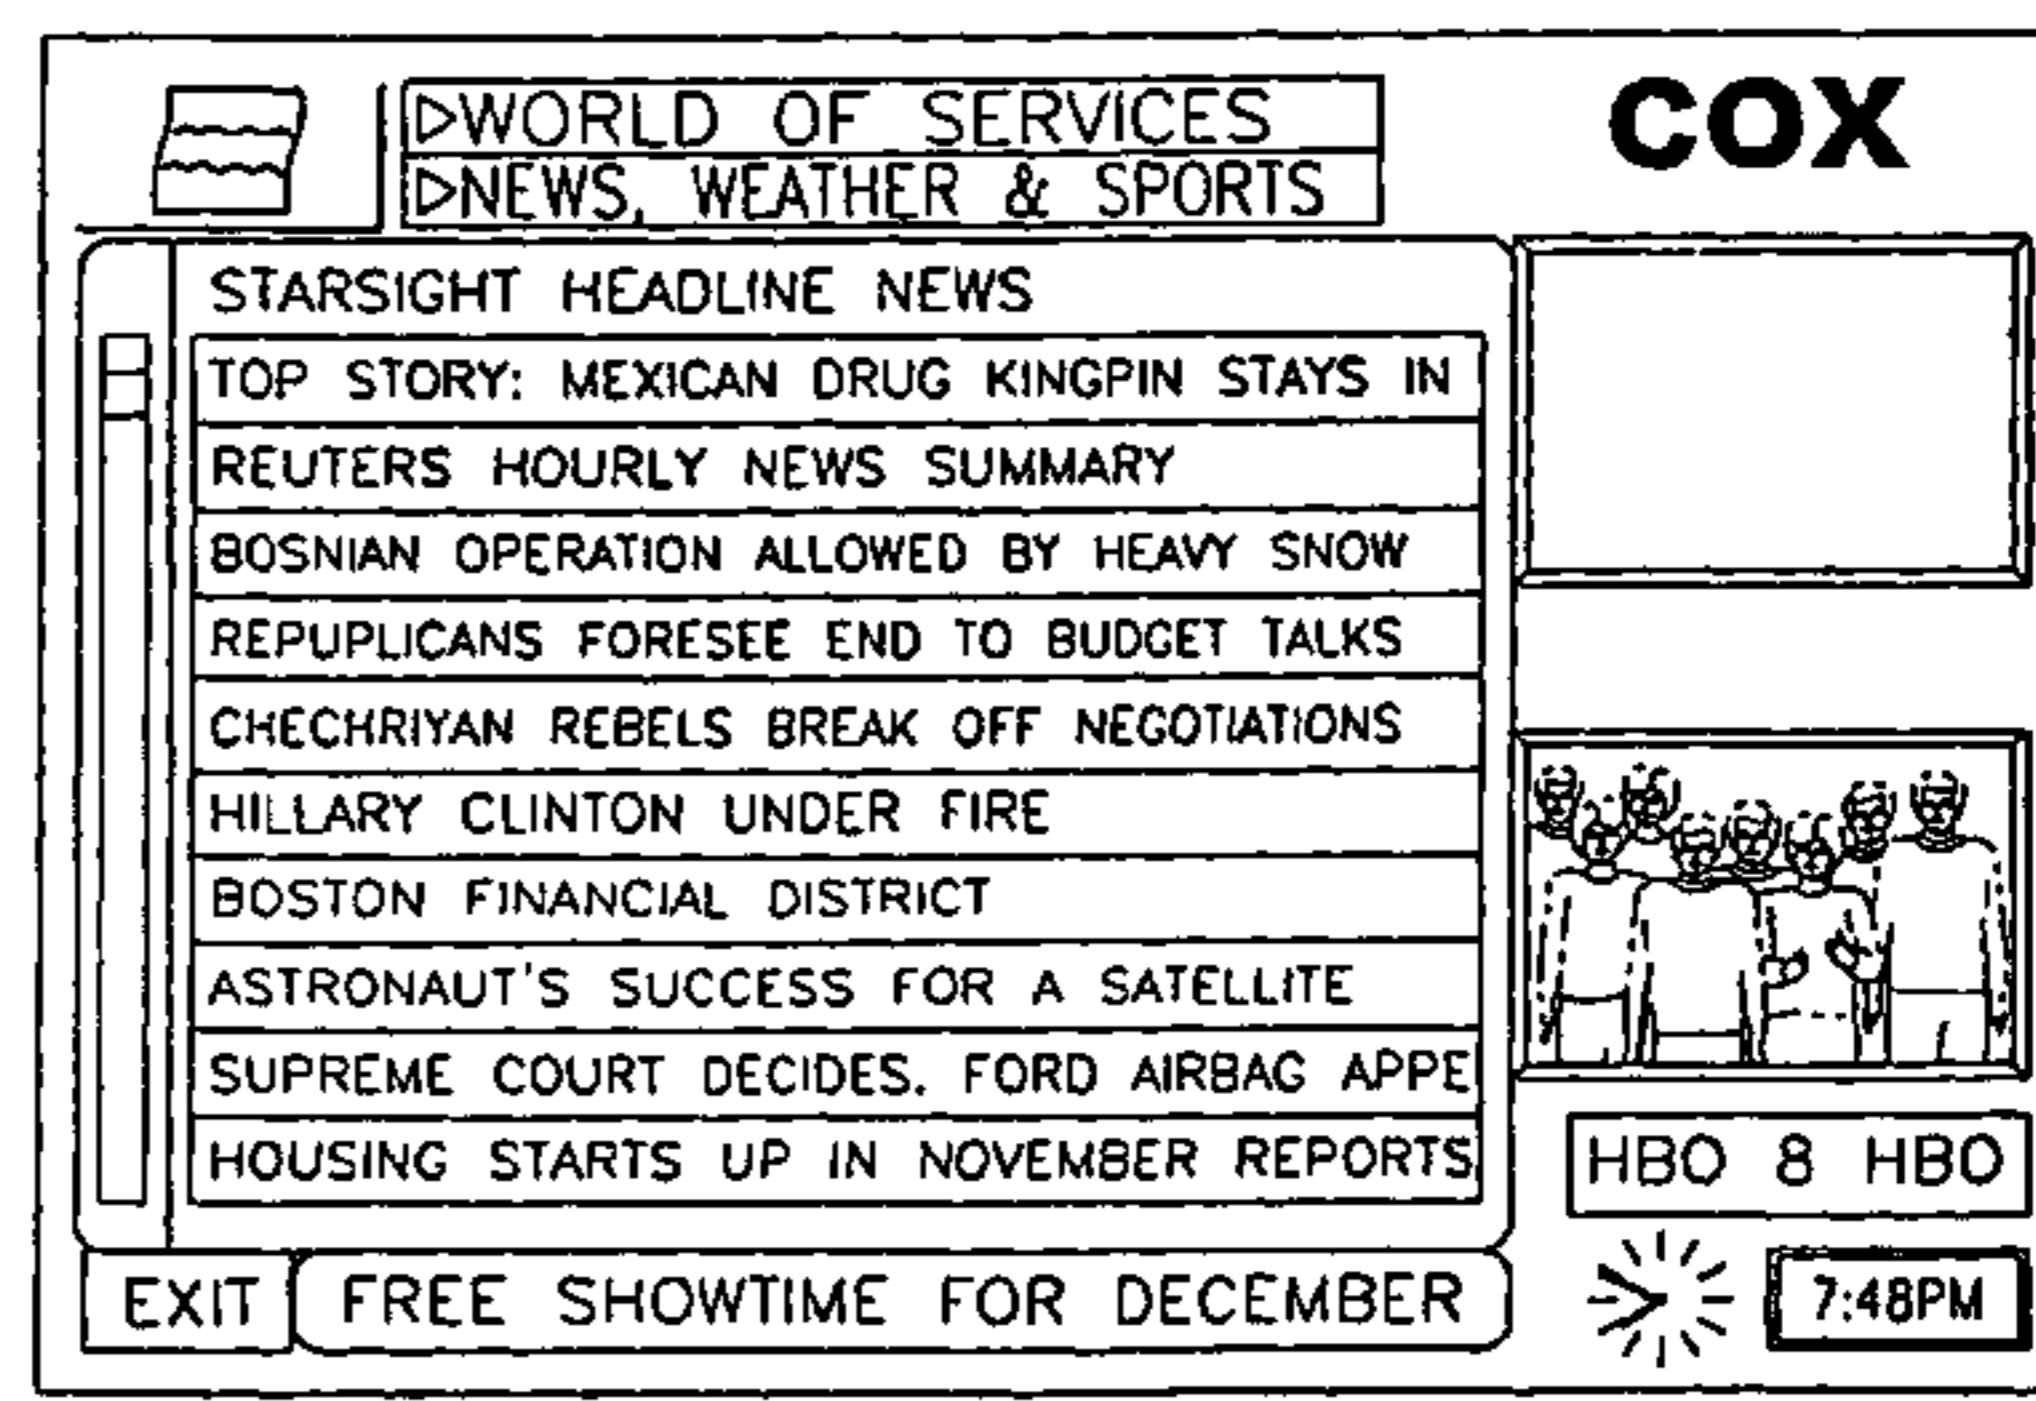 ▷WORLD OF SERVICES
▷NEWS, WEATHER & SPORTS
COX
STARSIGHT HEADLINE NEWS
TOP STORY: MEXICAN DRUG KINGPIN STAYS IN
REUTERS HOURLY NEWS SUMMARY
BOSNIAN OPERATION ALLOWED BY HEAVY SNOW
REPUPLICANS FORESEE END TO BUDGET TALKS
CHECHRIYAN REBELS BREAK OFF NEGOTIATIONS
HILLARY CLINTON UNDER FIRE
BOSTON FINANCIAL DISTRICT
ASTRONAUT'S SUCCESS FOR A SATELLITE
SUPREME COURT DECIDES. FORD AIRBAG APPE
HOUSING STARTS UP IN NOVEMBER REPORTS
HBO 8 HBO
EXIT
FREE SHOWTIME FOR DECEMBER
7:48PM